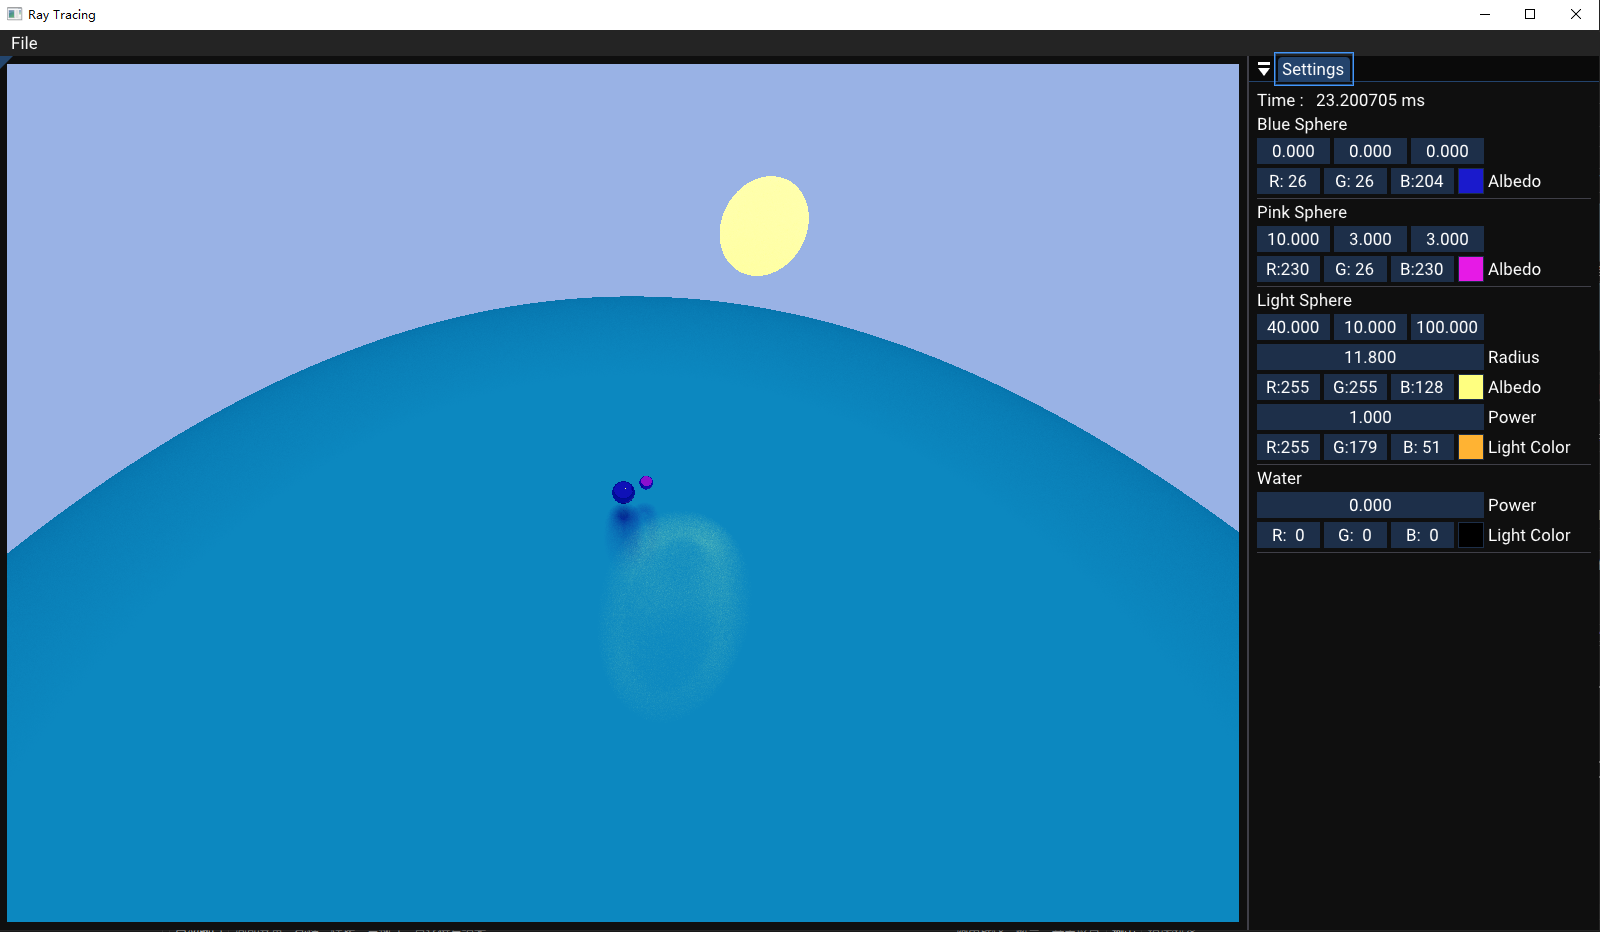 Ray Tracing
File
Settings
Time : 23.200705 ms
Blue Sphere
0.000 0.000 0.000
R: 26 G: 26 B:204 Albedo
Pink Sphere
10.000 3.000 3.000
R:230 G: 26 B:230 Albedo
Light Sphere
40.000 10.000 100.000
11.800 Radius
R:255 G:255 B:128 Albedo
1.000 Power
R:255 G:179 B: 51 Light Color
Water
0.000 Power
R: 0 G: 0 B: 0 Light Color